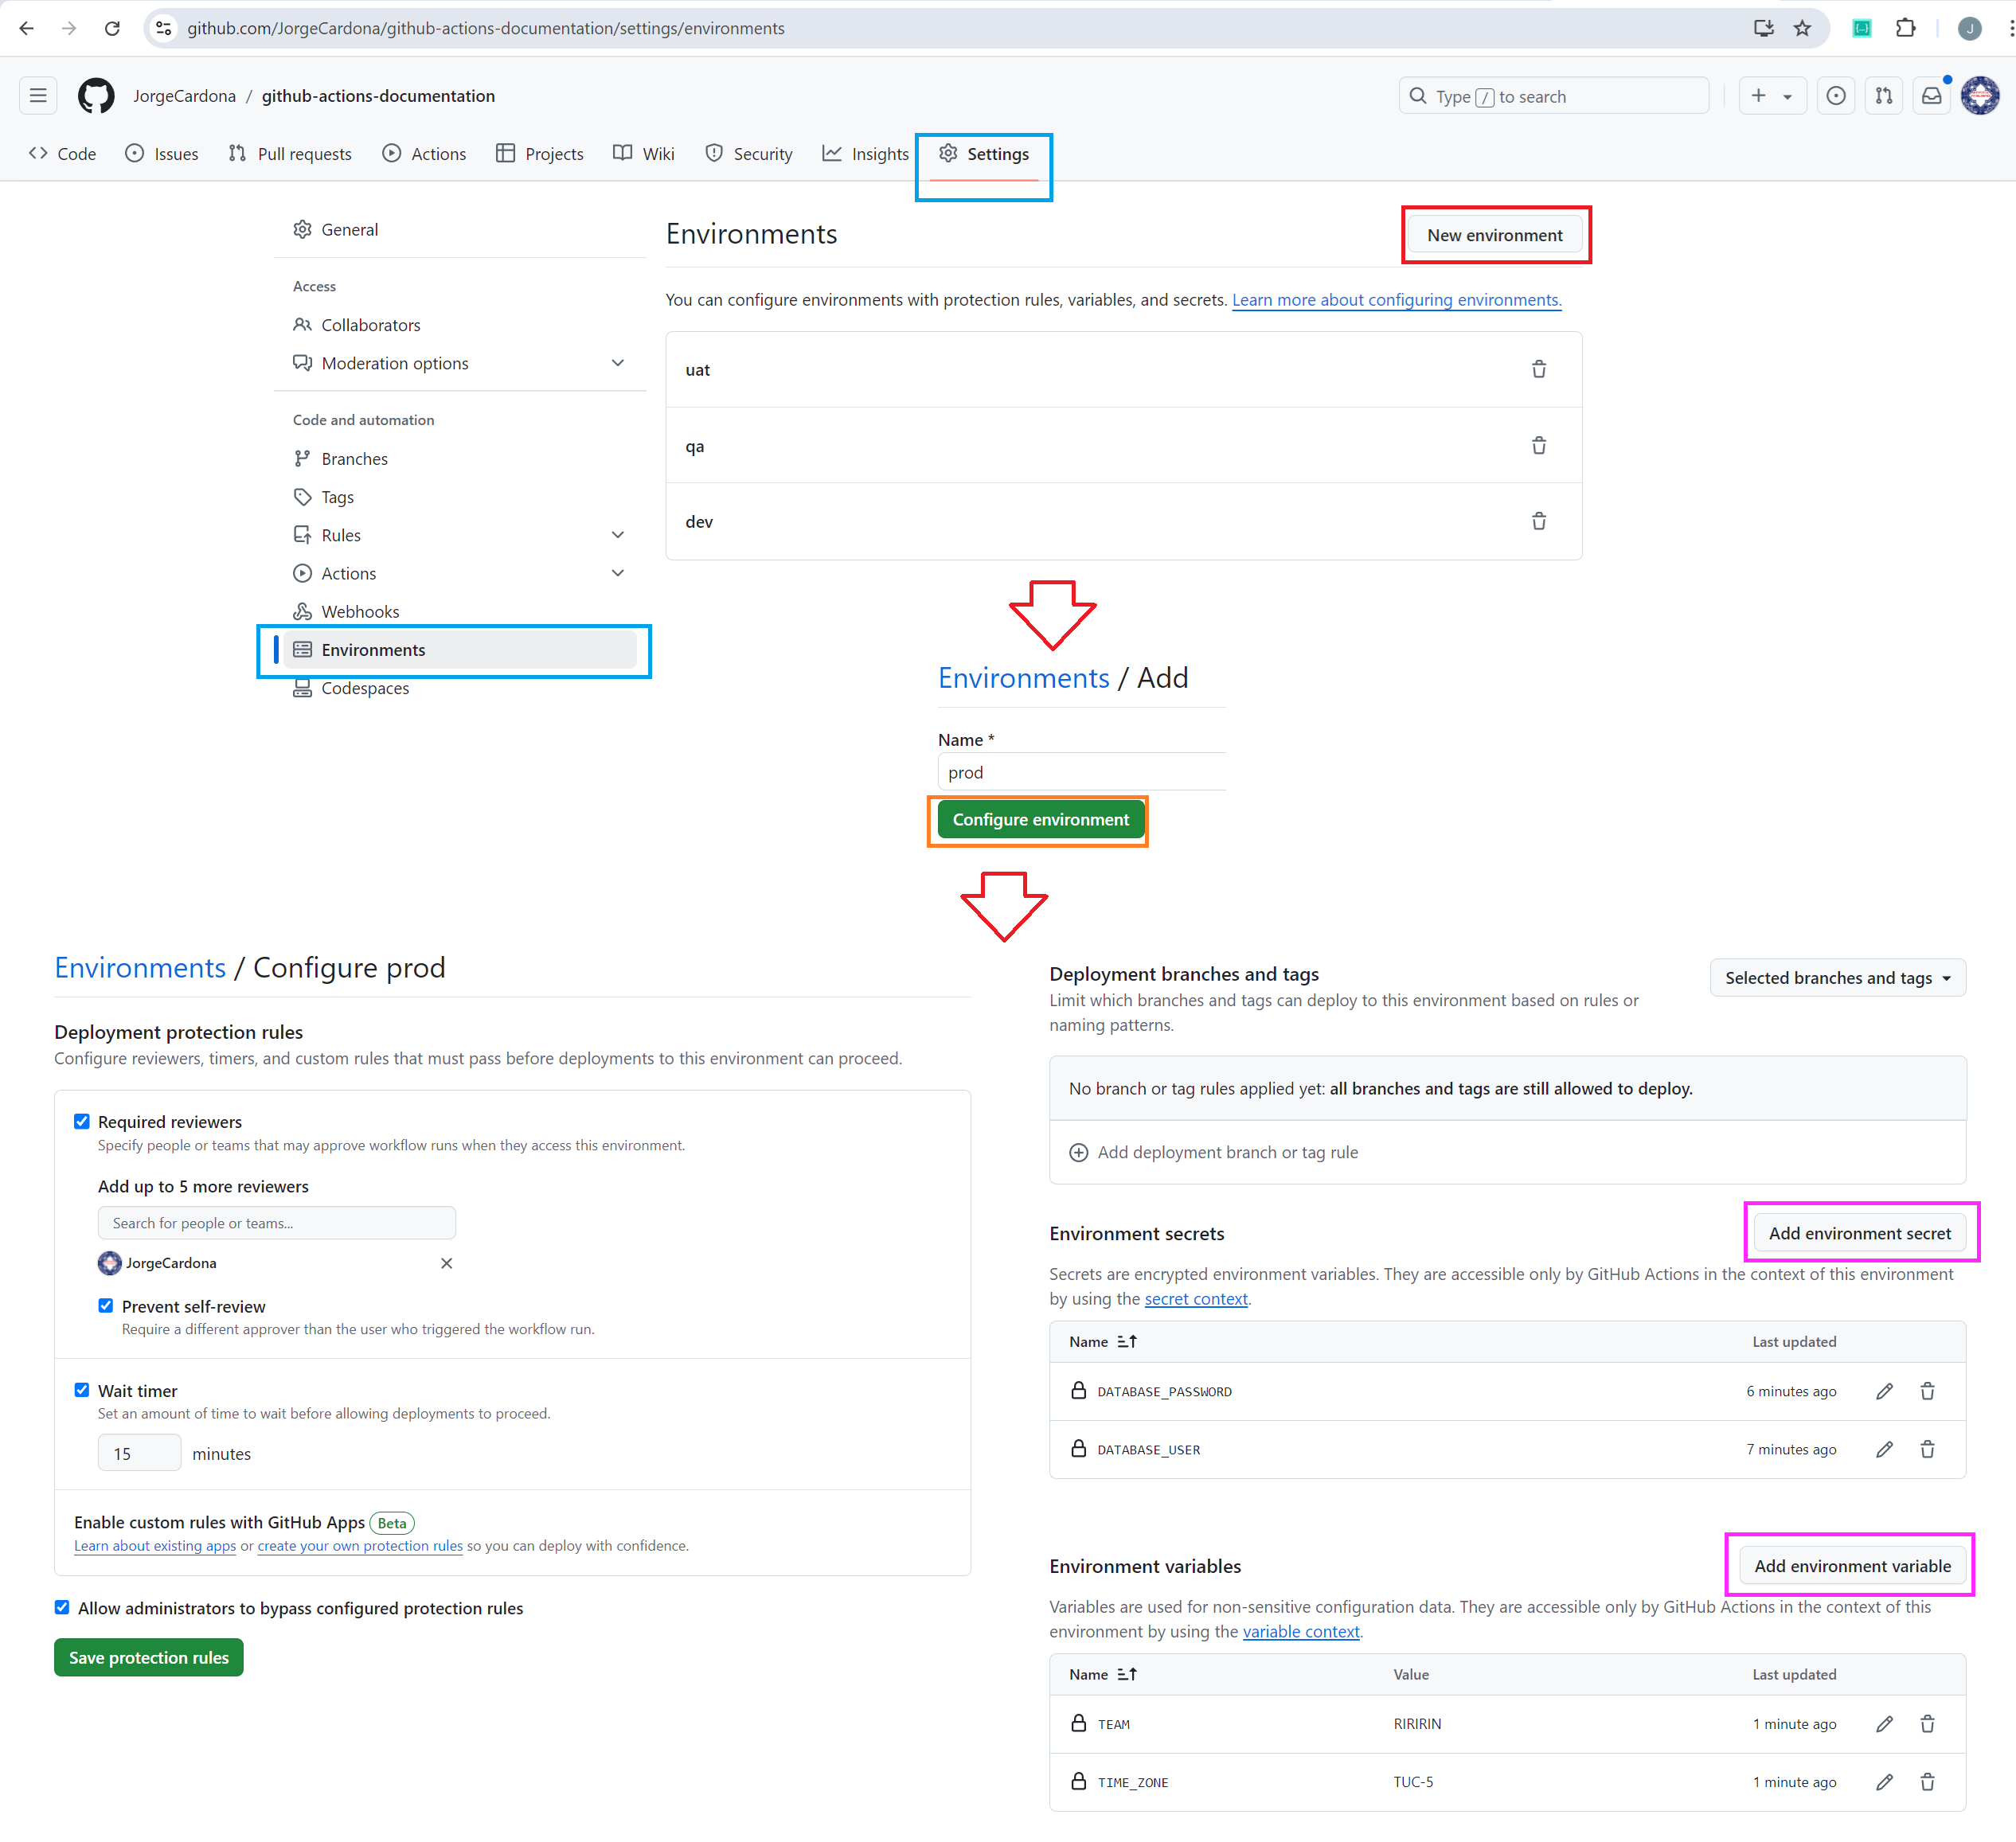 github.com/JorgeCardona/github-actions-documentation/settings/environments
J
JorgeCardona / github-actions-documentation
Type / to search
Code
Issues
Pull requests
Actions
Projects
Wiki
Security
Insights
Settings
General
Access
Collaborators
Moderation options
Code and automation
Branches
Tags
Rules
Actions
Webhooks
Environments
Codespaces
Environments
New environment
You can configure environments with protection rules, variables, and secrets. Learn more about configuring environments.
uat
qa
dev
Environments / Add
Name *
prod
Configure environment
Environments / Configure prod
Deployment protection rules
Configure reviewers, timers, and custom rules that must pass before deployments to this environment can proceed.
Required reviewers
Specify people or teams that may approve workflow runs when they access this environment.
Add up to 5 more reviewers
Search for people or teams...
JorgeCardona
Prevent self-review
Require a different approver than the user who triggered the workflow run.
Wait timer
Set an amount of time to wait before allowing deployments to proceed.
15 minutes
Enable custom rules with GitHub Apps Beta
Learn about existing apps or create your own protection rules so you can deploy with confidence.
Allow administrators to bypass configured protection rules
Save protection rules
Deployment branches and tags
Selected branches and tags
Limit which branches and tags can deploy to this environment based on rules or
naming patterns.
No branch or tag rules applied yet: all branches and tags are still allowed to deploy.
Add deployment branch or tag rule
Environment secrets
Add environment secret
Secrets are encrypted environment variables. They are accessible only by GitHub Actions in the context of this environment
by using the secret context.
Name Last updated
DATABASE_PASSWORD 6 minutes ago
DATABASE_USER 7 minutes ago
Environment variables
Add environment variable
Variables are used for non-sensitive configuration data. They are accessible only by GitHub Actions in the context of this
environment by using the variable context.
Name Value Last updated
TEAM RIRIRIN 1 minute ago
TIME_ZONE TUC-5 1 minute ago